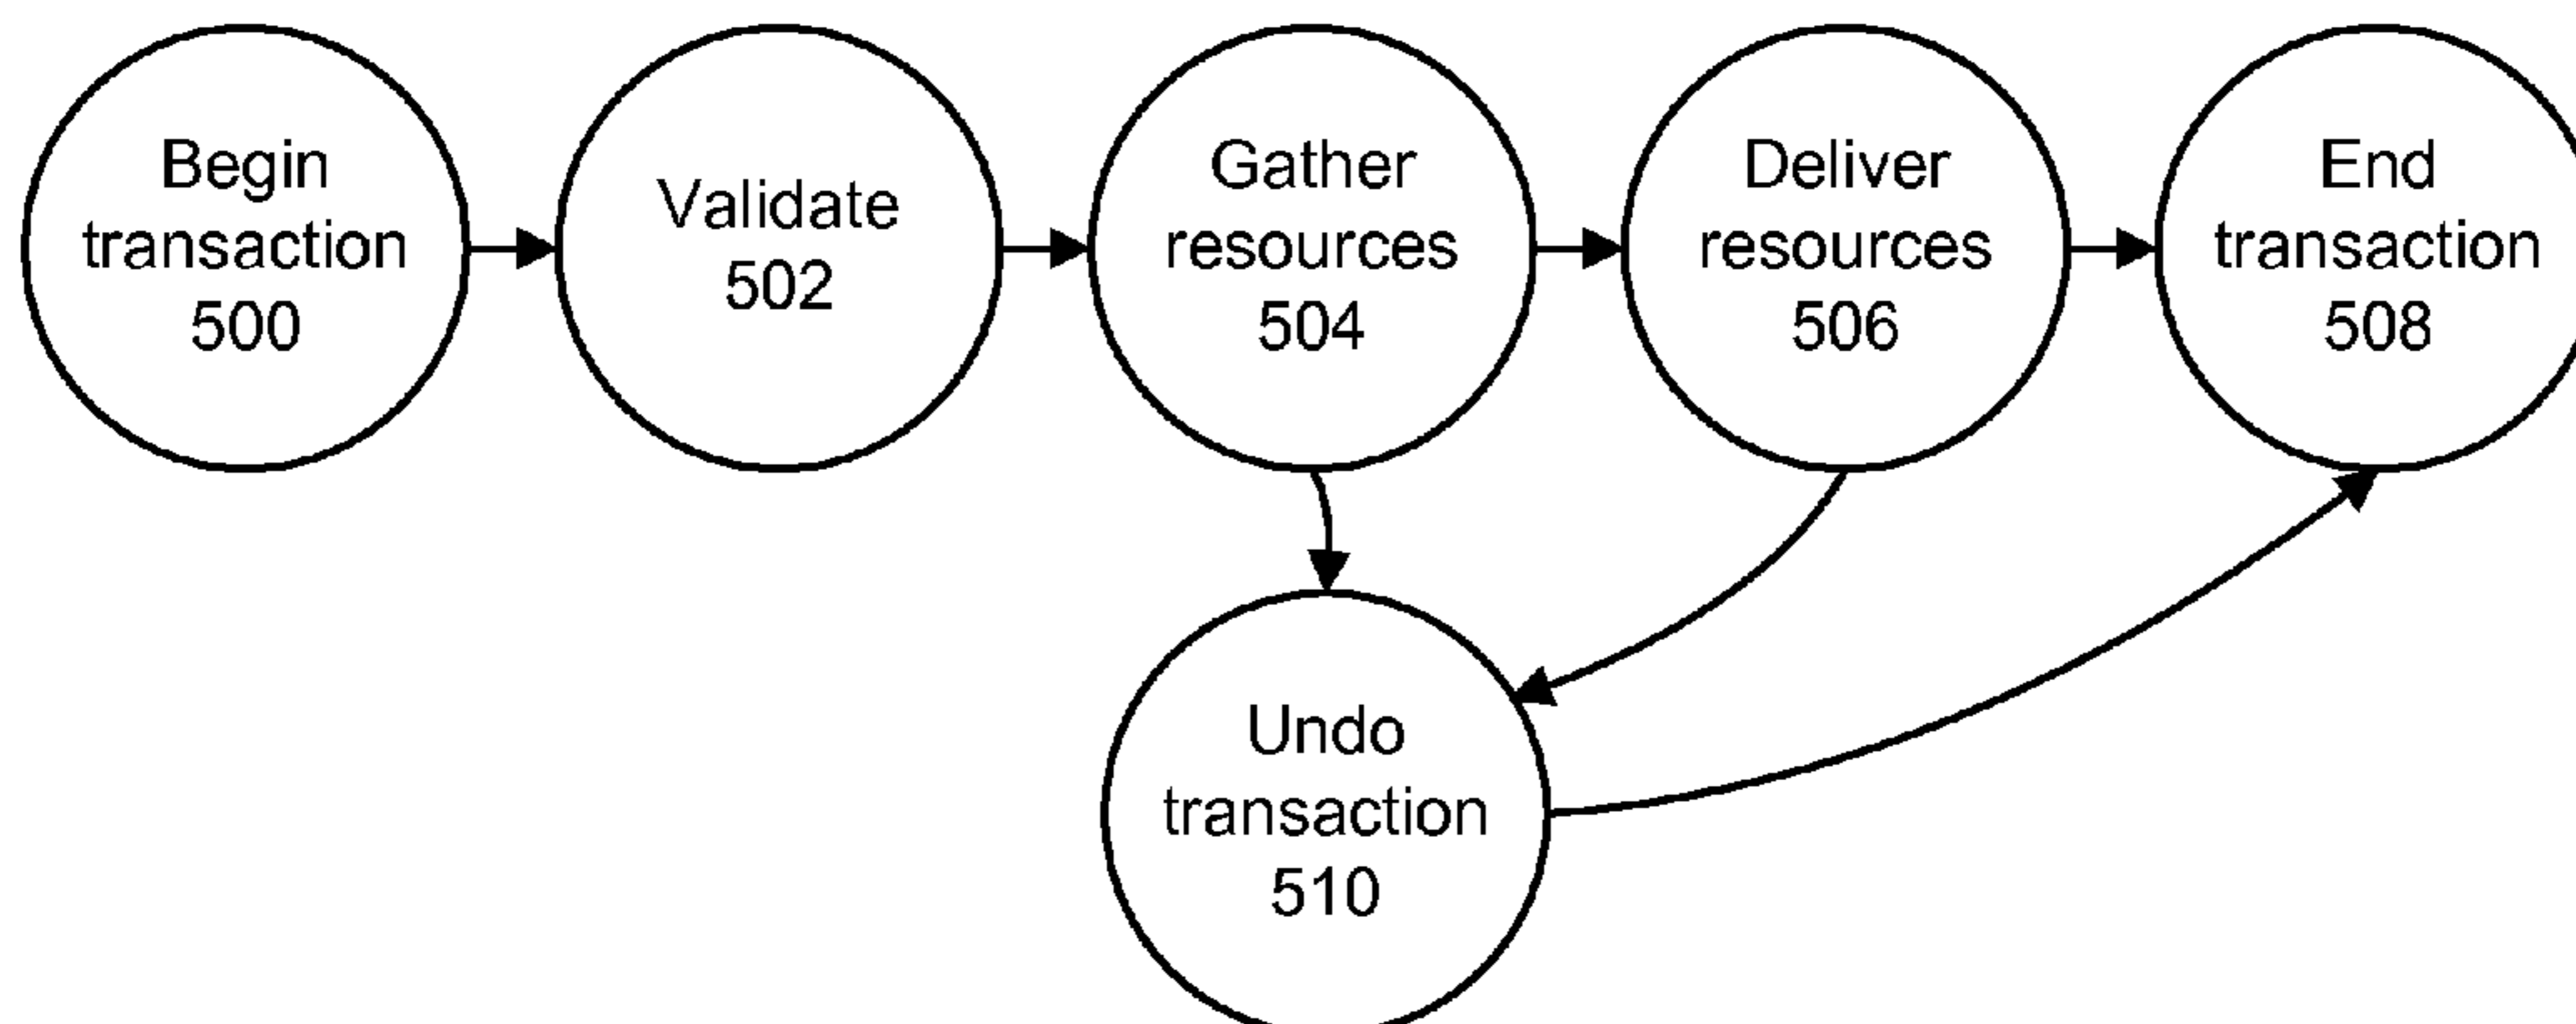 Begin
transaction
500
Validate
502
Gather
resources
504
Deliver
resources
506
End
transaction
508
Undo
transaction
510